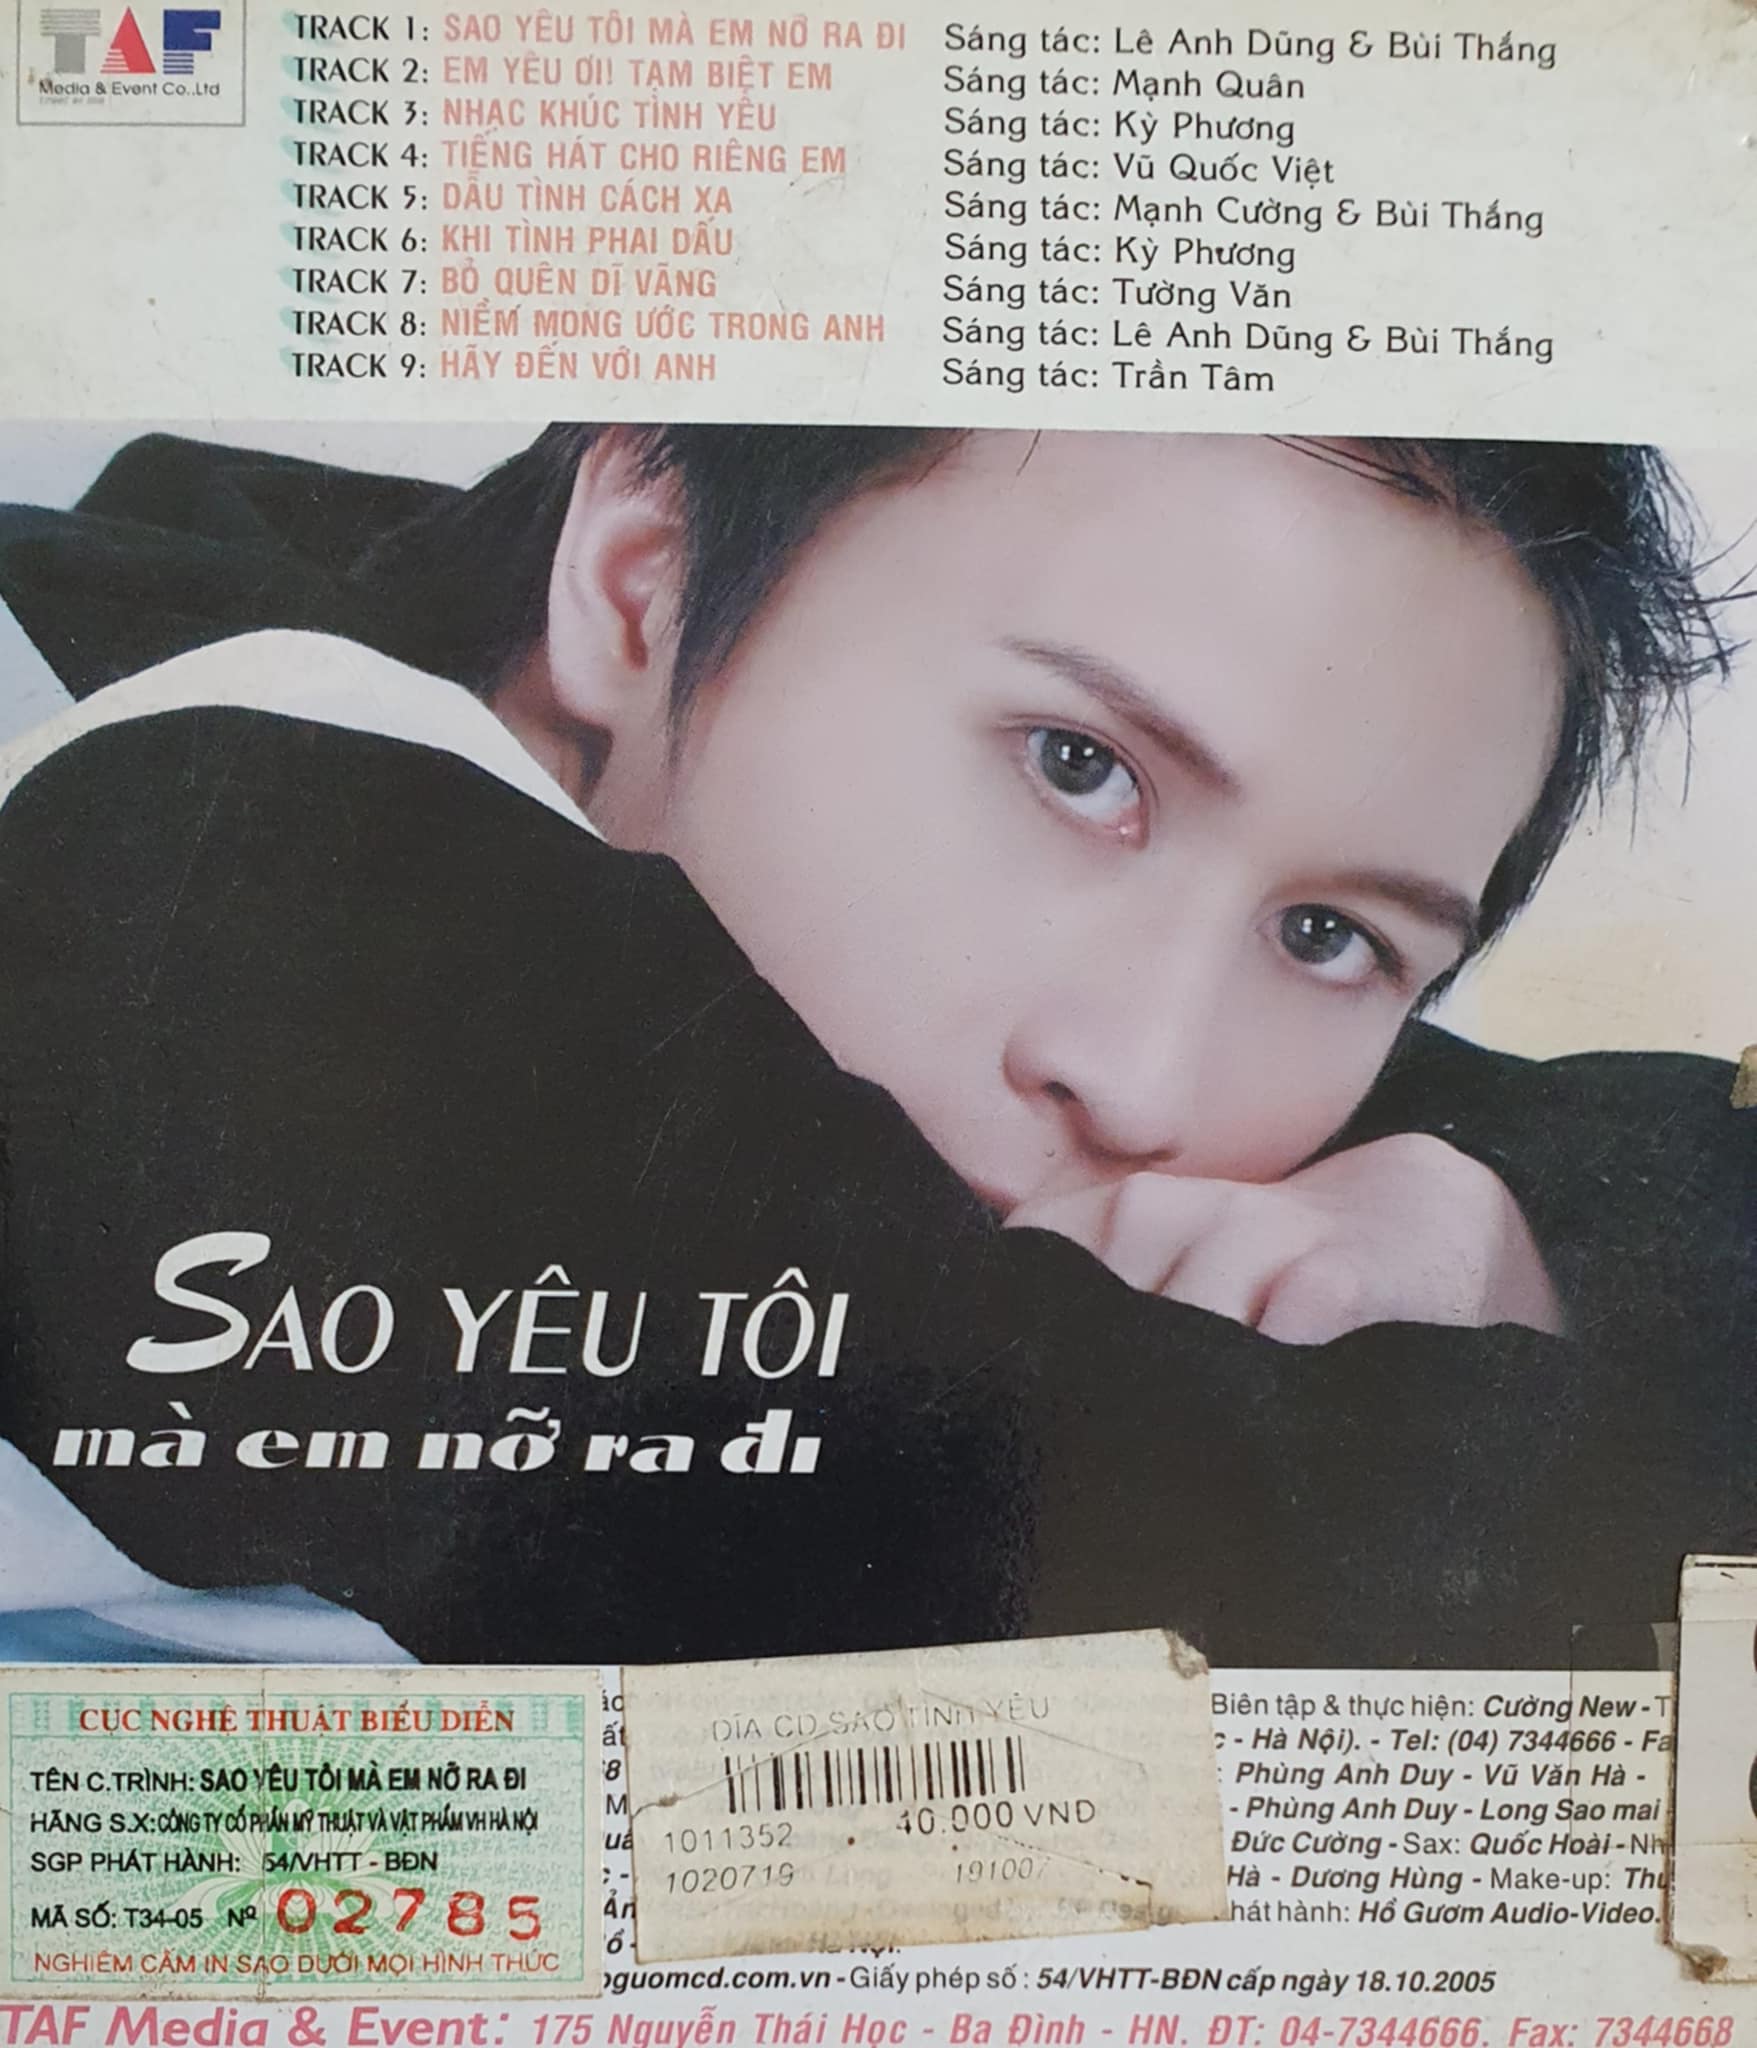 TAF
Media & Event Co.,Ltd
TRACK 1: SAO YÊU TÔI MÀ EM NỠ RA ĐI Sáng tác: Lê Anh Dũng & Bùi Thắng
TRACK 2: EM YÊU ƠI! TẠM BIỆT EM Sáng tác: Mạnh Quân
TRACK 3: NHẠC KHÚC TÌNH YÊU Sáng tác: Kỳ Phương
TRACK 4: TIẾNG HÁT CHO RIÊNG EM Sáng tác: Vũ Quốc Việt
TRACK 5: DẪU TÌNH CÁCH XA Sáng tác: Mạnh Cường & Bùi Thắng
TRACK 6: KHI TÌNH PHAI DẤU Sáng tác: Kỳ Phương
TRACK 7: BỎ QUÊN DĨ VÃNG Sáng tác: Tường Văn
TRACK 8: NIỀM MONG ƯỚC TRONG ANH Sáng tác: Lê Anh Dũng & Bùi Thắng
TRACK 9: HÃY ĐẾN VỚI ANH Sáng tác: Trần Tâm
SAO YÊU TÔI
mà em nỡ ra đi
CỤC NGHỆ THUẬT BIỂU DIỄN
TÊN C.TRÌNH: SAO YÊU TÔI MÀ EM NỠ RA ĐI
HÃNG S.X: CÔNG TY CỔ PHẦN MỸ THUẬT VÀ VẬT PHẨM VH HÀ NỘI
SGP PHÁT HÀNH: 54/VHTT - BĐN
MÃ SỐ: T34-05 Nº 02785
NGHIÊM CẤM IN SAO DƯỚI MỌI HÌNH THỨC
DĨA CD SAO TÌNH YÊU
40.000 VND
1011352
1020719 191007
Biên tập & thực hiện: Cường New - T
- Hà Nội). - Tel: (04) 7344666 - Fa
: Phùng Anh Duy - Vũ Văn Hà -
- Phùng Anh Duy - Long Sao mai
Đức Cường - Sax: Quốc Hoài - Nh
Hà - Dương Hùng - Make-up: Thu
hát hành: Hồ Gươm Audio-Video.
oguomcd.com.vn - Giấy phép số : 54/VHTT-BĐN cấp ngày 18.10.2005
TAF Media & Event: 175 Nguyễn Thái Học - Ba Đình - HN. ĐT: 04-7344666. Fax: 7344668